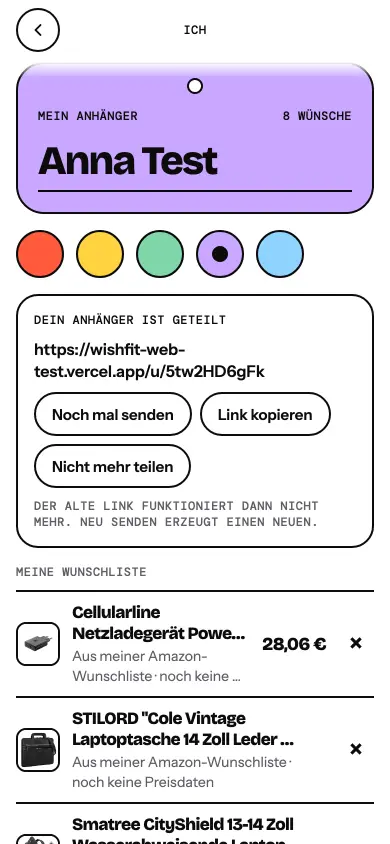 ICH
MEIN ANHÄNGER
8 WÜNSCHE
Anna Test
DEIN ANHÄNGER IST GETEILT
https://wishfit-web-
test.vercel.app/u/5tw2HD6gFk
Noch mal senden
Link kopieren
Nicht mehr teilen
DER ALTE LINK FUNKTIONIERT DANN NICHT
MEHR. NEU SENDEN ERZEUGT EINEN NEUEN.
MEINE WUNSCHLISTE
Cellularline
Netzladegerät Powe...
Aus meiner Amazon-
Wunschliste · noch keine ...
28,06 €
×
STILORD "Cole Vintage
Laptoptasche 14 Zoll Leder ...
Aus meiner Amazon-Wunschliste ·
noch keine Preisdaten
×
Smatree CityShield 13-14 Zoll